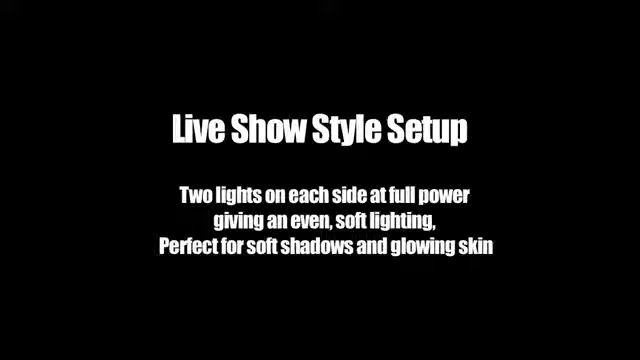 Live Show Style Setup
Two lights on each side at full power
giving an even, soft lighting,
Perfect for soft shadows and glowing skin